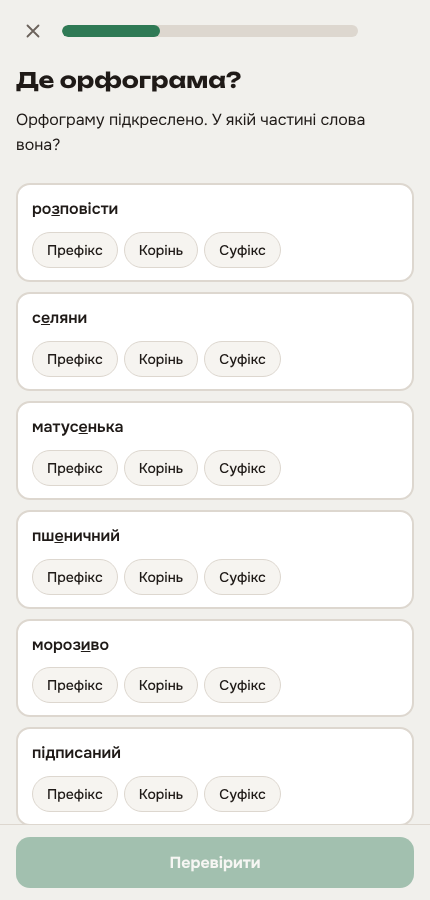 Де орфограма?
Орфограму підкреслено. У якій частині слова
вона?
розповісти
Префікс Корінь Суфікс
селяни
Префікс Корінь Суфікс
матусенька
Префікс Корінь Суфікс
пшеничний
Префікс Корінь Суфікс
морозиво
Префікс Корінь Суфікс
підписаний
Префікс Корінь Суфікс
Перевірити